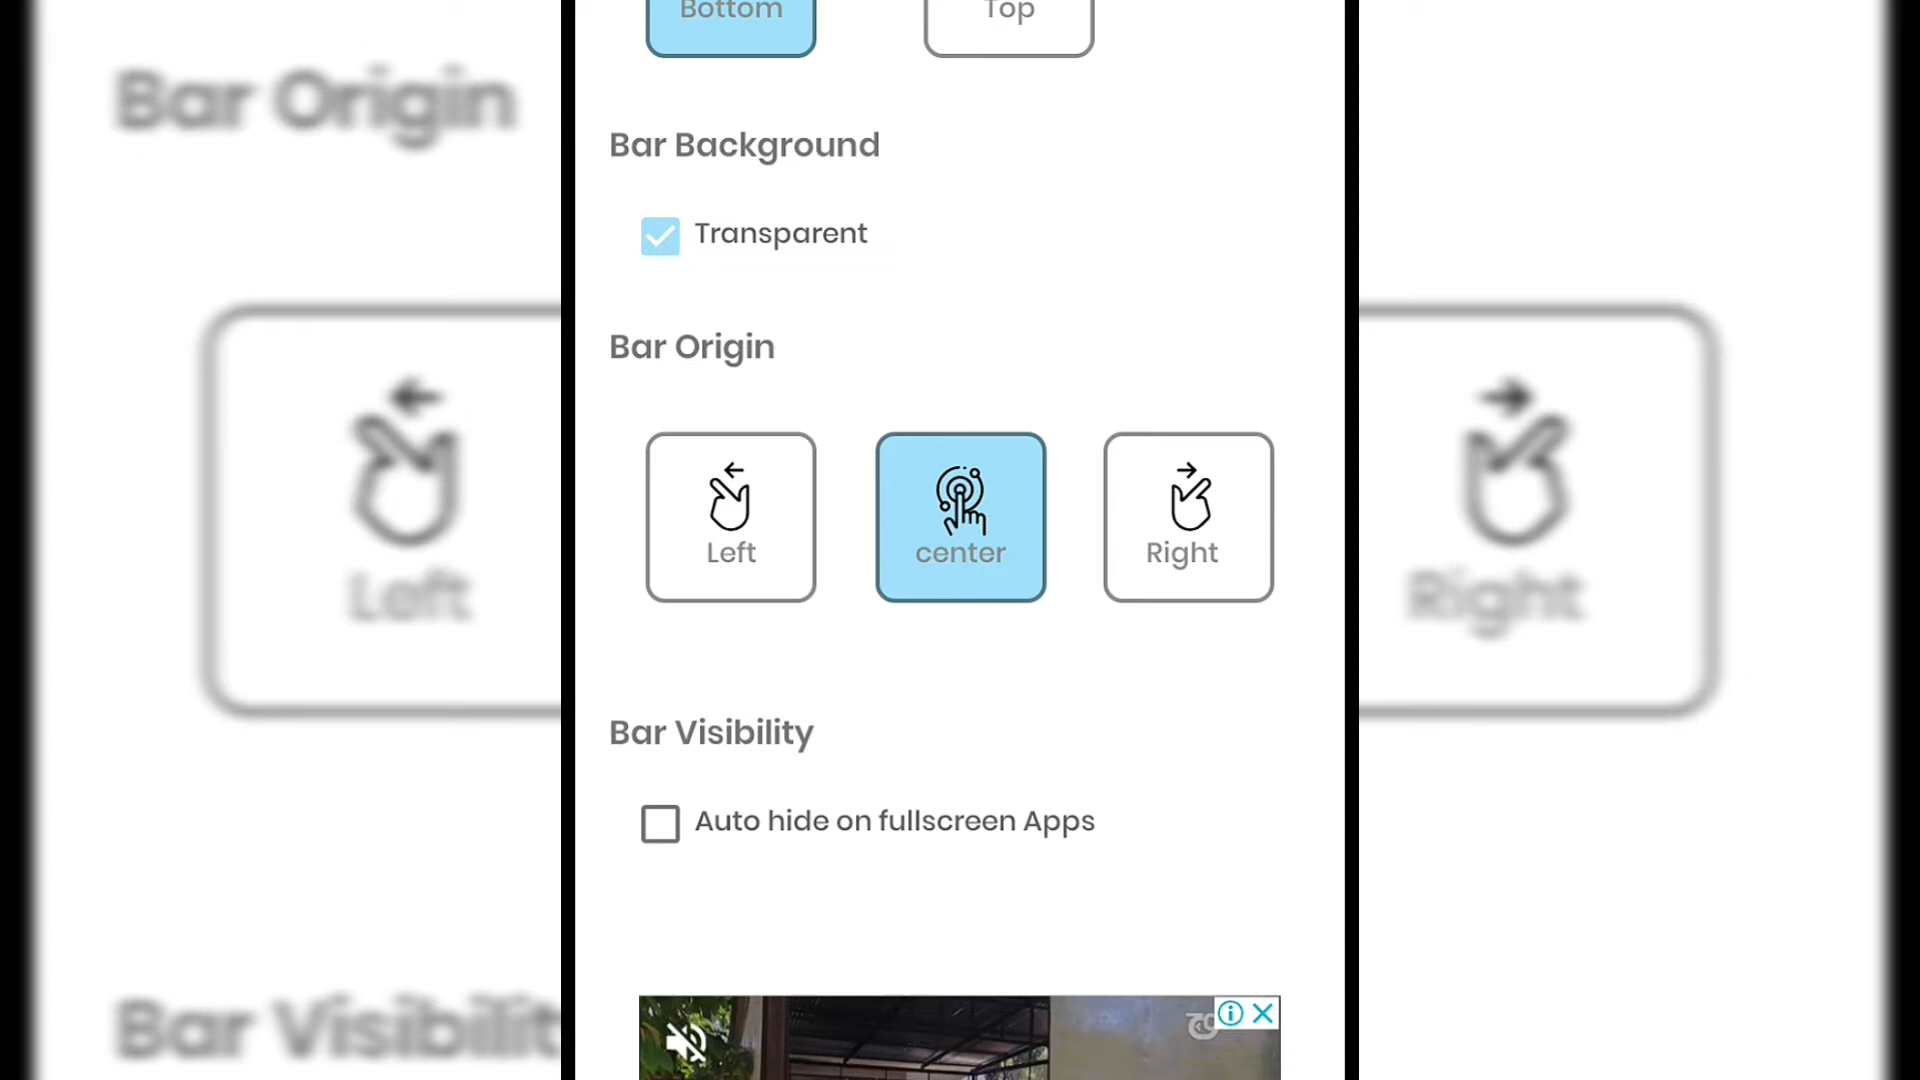 Bottom
Top
Bar Background
Transparent
Bar Origin
Left
center
Right
Bar Visibility
Auto hide on fullscreen Apps
Bar Origin
Left
Right
Bar Visibilit